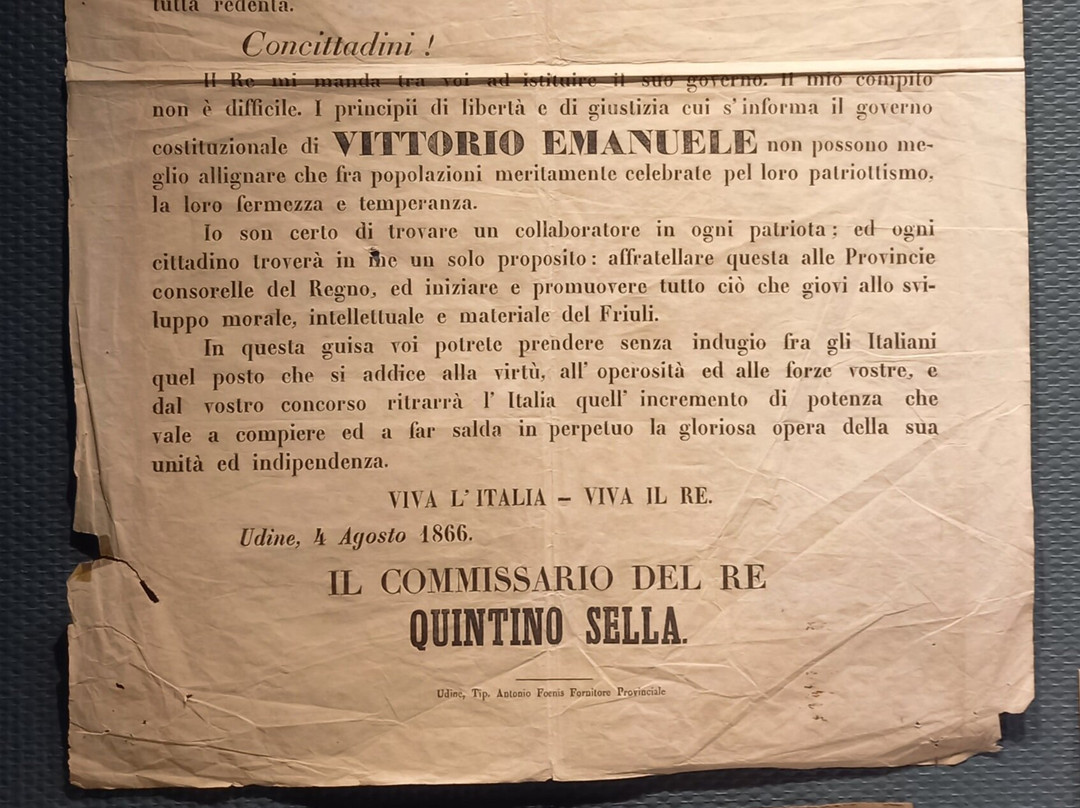 tutta redenta.
Concittadini !
Il Re mi manda tra voi ad istituire il suo governo. Il mio compito
non è difficile. I principii di libertà e di giustizia cui s'informa il governo
costituzionale di VITTORIO EMANUELE non possono me-
glio allignare che fra popolazioni meritamente celebrate pel loro patriottismo,
la loro fermezza e temperanza.
Io son certo di trovare un collaboratore in ogni patriota ; ed ogni
cittadino troverà in me un solo proposito : affratellare questa alle Provincie
consorelle del Regno, ed iniziare e promuovere tutto ciò che giovi allo svi-
luppo morale, intellettuale e materiale del Friuli.
In questa guisa voi potrete prendere senza indugio fra gli Italiani
quel posto che si addice alla virtù, all' operosità ed alle forze vostre, e
dal vostro concorso ritrarrà l' Italia quell' incremento di potenza che
vale a compiere ed a far salda in perpetuo la gloriosa opera della sua
unità ed indipendenza.
VIVA L'ITALIA – VIVA IL RE.
Udine, 4 Agosto 1866.
IL COMMISSARIO DEL RE
QUINTINO SELLA.
Udine, Tip. Antonio Foenis Fornitore Provinciale